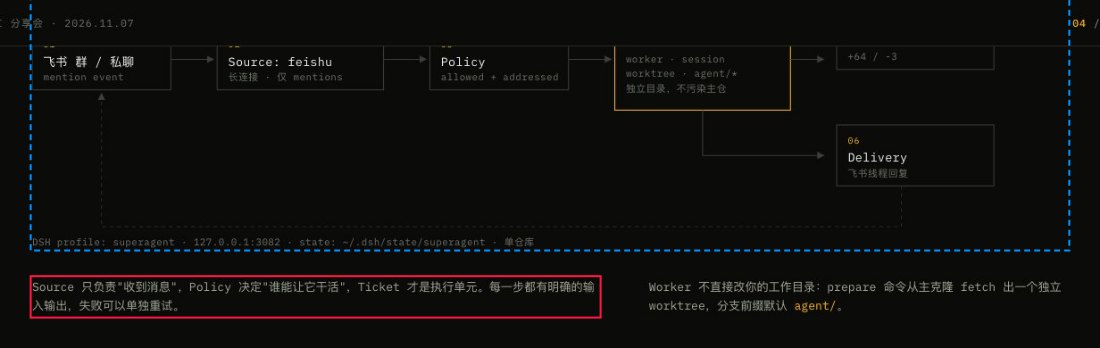 分享会 · 2026.11.07
04 /
飞书 群 / 私聊
mention event
Source: feishu
长连接 · 仅 mentions
Policy
allowed + addressed
worker · session
worktree · agent/*
独立目录，不污染主仓
+64 / -3
06
Delivery
飞书线程回复
DSH profile: superagent · 127.0.0.1:3082 · state: ~/.dsh/state/superagent · 单仓库
Source 只负责"收到消息"，Policy 决定"谁能让它干活"，Ticket 才是执行单元。每一步都有明确的输
入输出，失败可以单独重试。
Worker 不直接改你的工作目录：prepare 命令从主克隆 fetch 出一个独立
worktree，分支前缀默认 agent/。